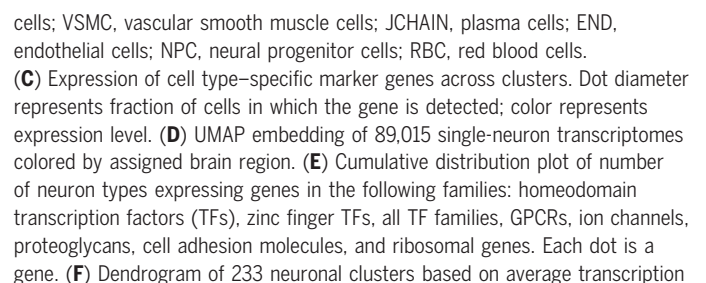 cells; VSMC, vascular smooth muscle cells; JCHAIN, plasma cells; END,
endothelial cells; NPC, neural progenitor cells; RBC, red blood cells.
(C) Expression of cell type–specific marker genes across clusters. Dot diameter
represents fraction of cells in which the gene is detected; color represents
expression level. (D) UMAP embedding of 89,015 single-neuron transcriptomes
colored by assigned brain region. (E) Cumulative distribution plot of number
of neuron types expressing genes in the following families: homeodomain
transcription factors (TFs), zinc finger TFs, all TF families, GPCRs, ion channels,
proteoglycans, cell adhesion molecules, and ribosomal genes. Each dot is a
gene. (F) Dendrogram of 233 neuronal clusters based on average transcription